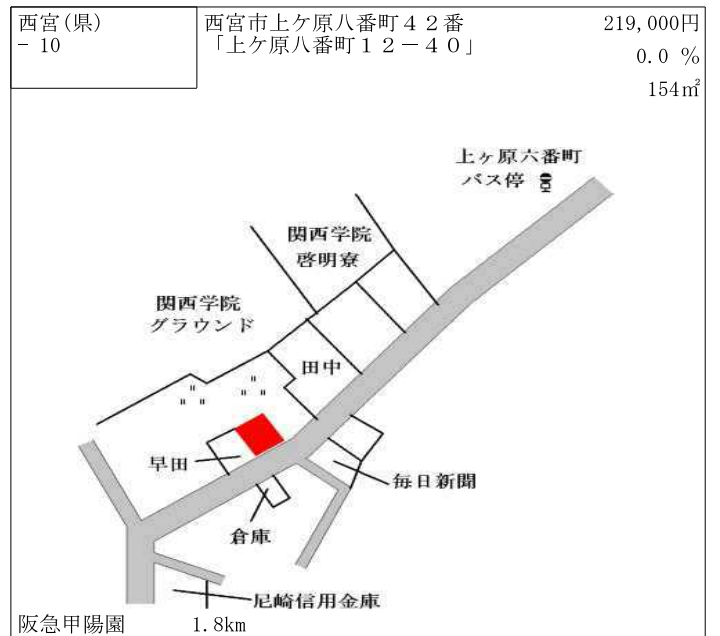 西宮(県)
－ 10
西宮市上ケ原八番町４２番
「上ケ原八番町１２－４０」
219,000円
0.0 %
154㎡
上ヶ原六番町
バス停
関西学院
啓明寮
関西学院
グラウンド
田中
早田
毎日新聞
倉庫
尼崎信用金庫
阪急甲陽園 1.8km